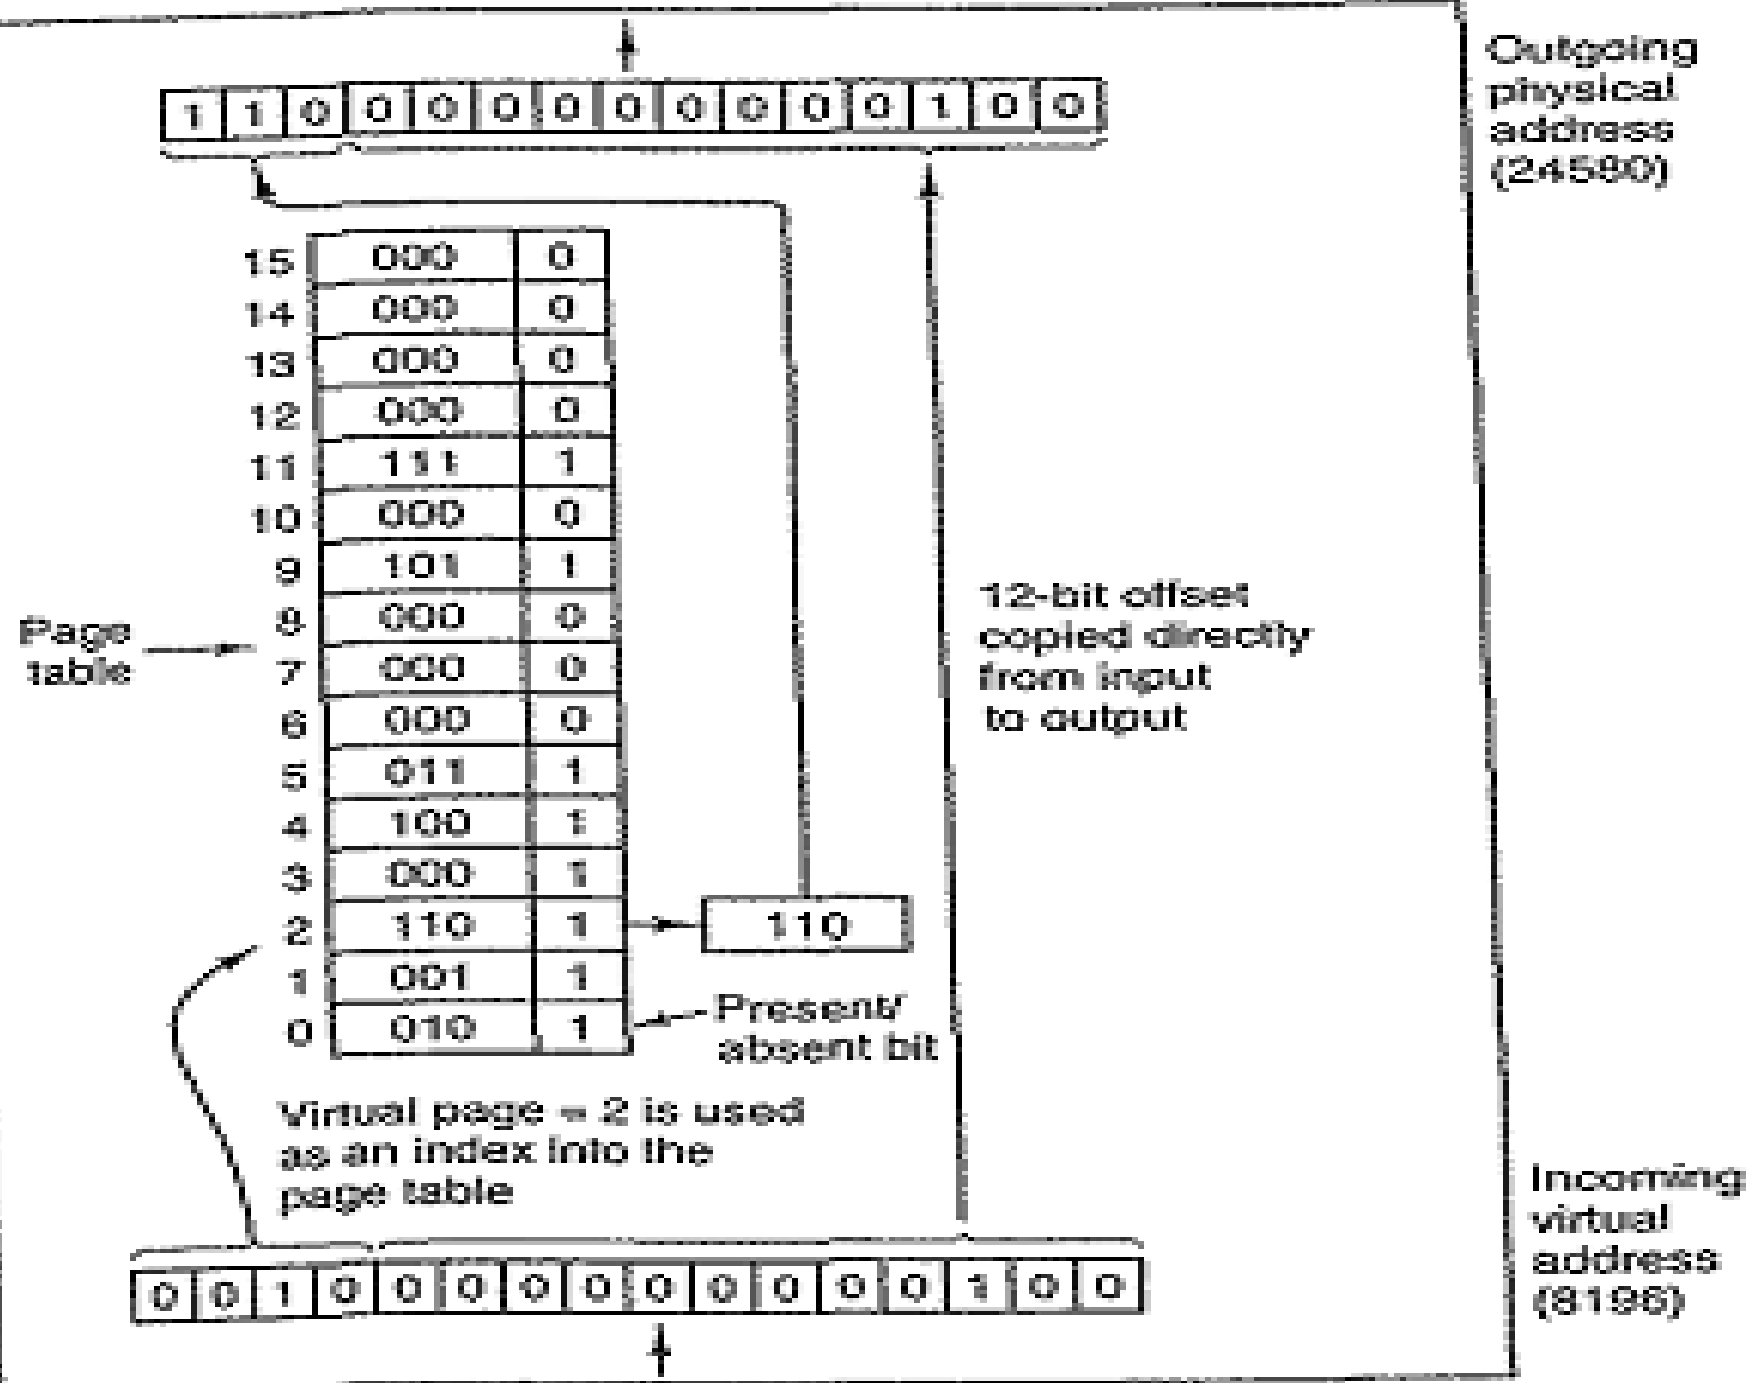 1 1 0 0 0 0 0 0 0 0 0 0 1 0 0
Outgoing
physical
address
(24580)
15 000 0
14 000 0
13 000 0
12 000 0
11 111 1
10 000 0
9 101 1
8 000 0
7 000 0
6 000 0
5 011 1
4 100 1
3 000 1
2 110 1
1 001 1
0 010 1
Page
table
110
12-bit offset
copied directly
from input
to output
Present/
absent bit
Virtual page = 2 is used
as an index into the
page table
0 0 1 0 0 0 0 0 0 0 0 0 0 1 0 0
Incoming
virtual
address
(8196)